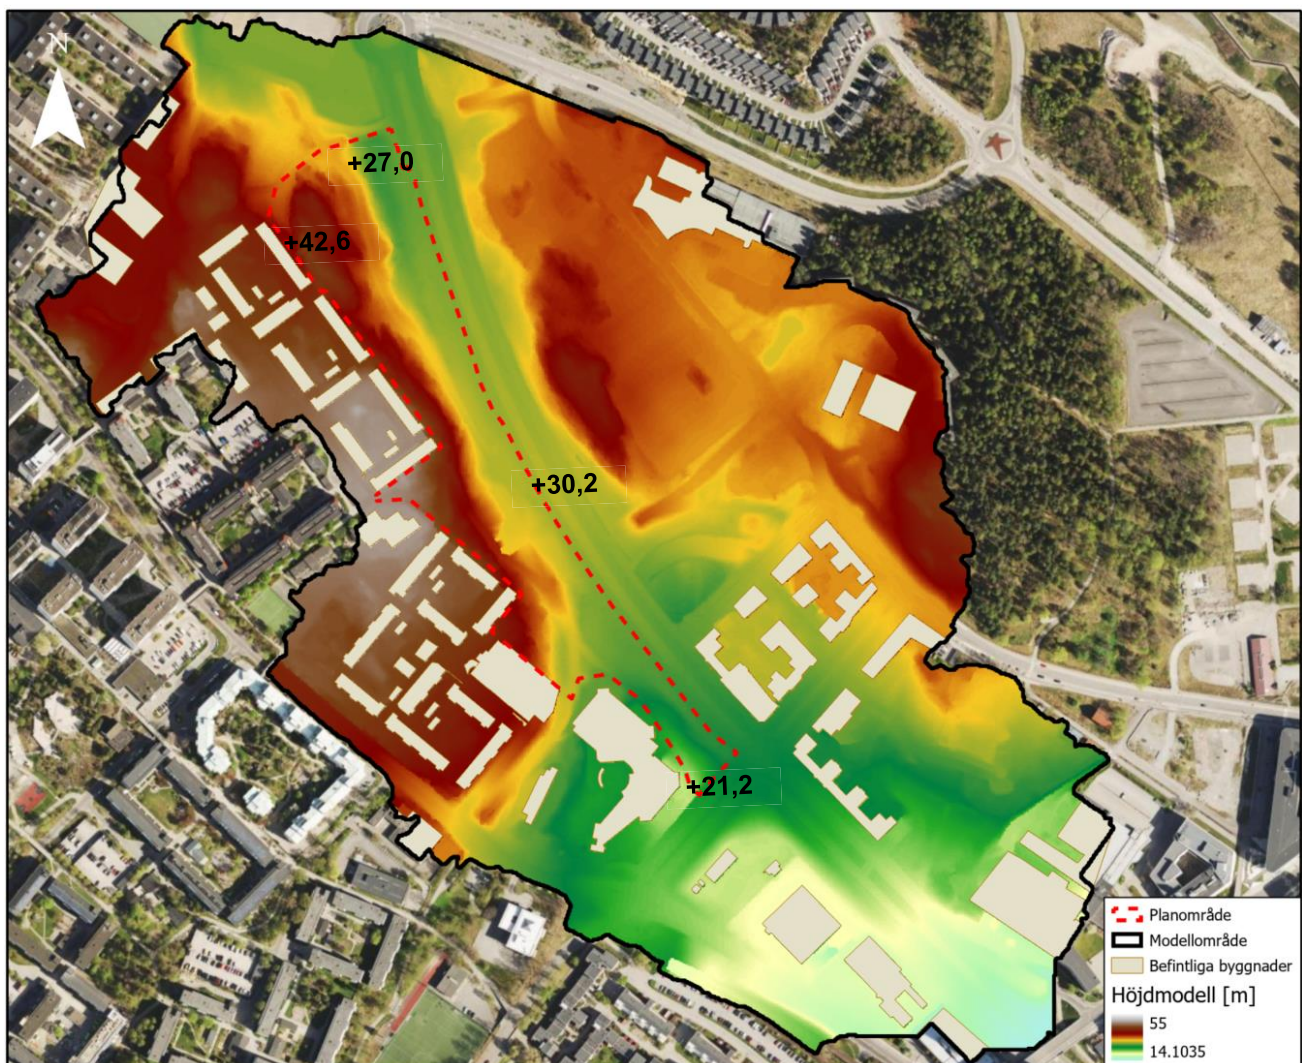 N
+27,0
+42,6
+30,2
+21,2
Planområde
Modellområde
Befintliga byggnader
Höjdmodell [m]
55
14.1035